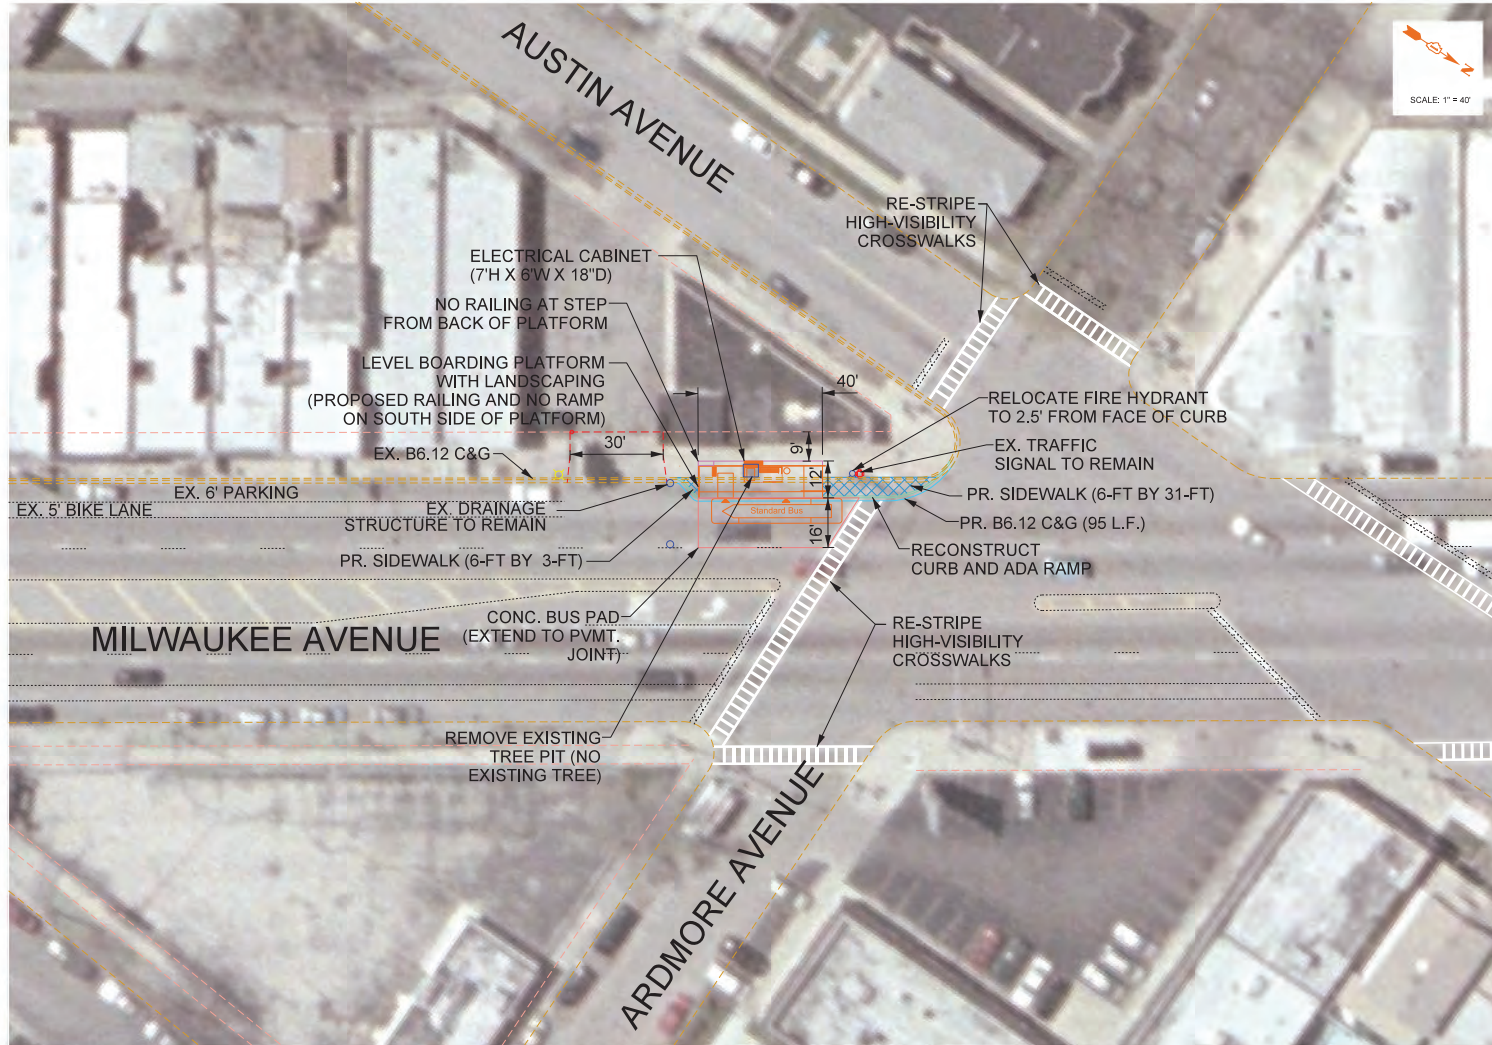 AUSTIN AVENUE
N
SCALE: 1" = 40'
RE-STRIPE
HIGH-VISIBILITY
CROSSWALKS
ELECTRICAL CABINET
(7'H X 6'W X 18"D)
NO RAILING AT STEP
FROM BACK OF PLATFORM
LEVEL BOARDING PLATFORM
WITH LANDSCAPING
(PROPOSED RAILING AND NO RAMP
ON SOUTH SIDE OF PLATFORM)
40'
RELOCATE FIRE HYDRANT
TO 2.5' FROM FACE OF CURB
30'
9'
EX. B6.12 C&G
EX. TRAFFIC
SIGNAL TO REMAIN
12'
EX. 6' PARKING
EX. 5' BIKE LANE
EX. DRAINAGE
STRUCTURE TO REMAIN
Standard Bus
PR. SIDEWALK (6-FT BY 31-FT)
PR. B6.12 C&G (95 L.F.)
16'
PR. SIDEWALK (6-FT BY 3-FT)
RECONSTRUCT
CURB AND ADA RAMP
CONC. BUS PAD
(EXTEND TO PVMT.
JOINT)
MILWAUKEE AVENUE
RE-STRIPE
HIGH-VISIBILITY
CROSSWALKS
REMOVE EXISTING
TREE PIT (NO
EXISTING TREE)
ARDMORE AVENUE